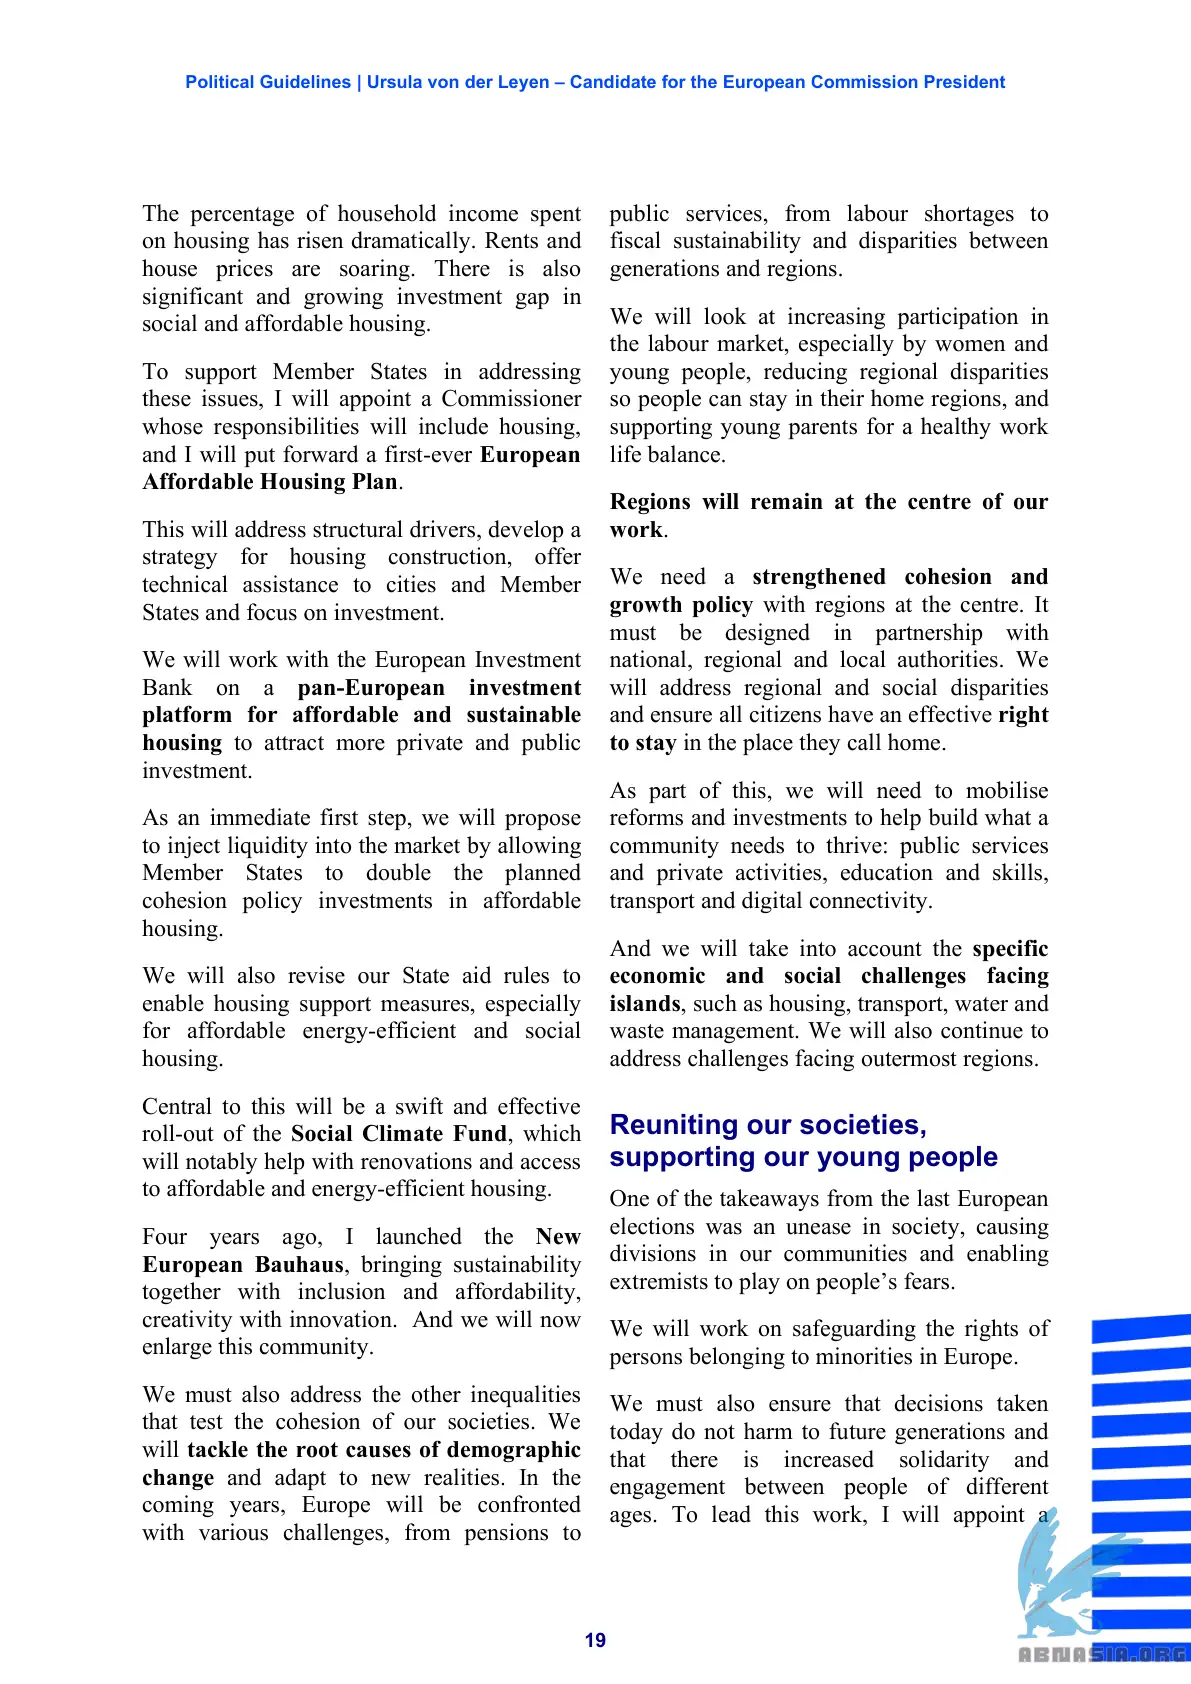 Political Guidelines | Ursula von der Leyen – Candidate for the European Commission President
The percentage of household income spent
on housing has risen dramatically. Rents and
house prices are soaring. There is also
significant and growing investment gap in
social and affordable housing.
To support Member States in addressing
these issues, I will appoint a Commissioner
whose responsibilities will include housing,
and I will put forward a first-ever European
Affordable Housing Plan.
This will address structural drivers, develop a
strategy for housing construction, offer
technical assistance to cities and Member
States and focus on investment.
We will work with the European Investment
Bank on a pan-European investment
platform for affordable and sustainable
housing to attract more private and public
investment.
As an immediate first step, we will propose
to inject liquidity into the market by allowing
Member States to double the planned
cohesion policy investments in affordable
housing.
We will also revise our State aid rules to
enable housing support measures, especially
for affordable energy-efficient and social
housing.
Central to this will be a swift and effective
roll-out of the Social Climate Fund, which
will notably help with renovations and access
to affordable and energy-efficient housing.
Four years ago, I launched the New
European Bauhaus, bringing sustainability
together with inclusion and affordability,
creativity with innovation. And we will now
enlarge this community.
We must also address the other inequalities
that test the cohesion of our societies. We
will tackle the root causes of demographic
change and adapt to new realities. In the
coming years, Europe will be confronted
with various challenges, from pensions to
public services, from labour shortages to
fiscal sustainability and disparities between
generations and regions.
We will look at increasing participation in
the labour market, especially by women and
young people, reducing regional disparities
so people can stay in their home regions, and
supporting young parents for a healthy work
life balance.
Regions will remain at the centre of our
work.
We need a strengthened cohesion and
growth policy with regions at the centre. It
must be designed in partnership with
national, regional and local authorities. We
will address regional and social disparities
and ensure all citizens have an effective right
to stay in the place they call home.
As part of this, we will need to mobilise
reforms and investments to help build what a
community needs to thrive: public services
and private activities, education and skills,
transport and digital connectivity.
And we will take into account the specific
economic and social challenges facing
islands, such as housing, transport, water and
waste management. We will also continue to
address challenges facing outermost regions.
Reuniting our societies,
supporting our young people
One of the takeaways from the last European
elections was an unease in society, causing
divisions in our communities and enabling
extremists to play on people’s fears.
We will work on safeguarding the rights of
persons belonging to minorities in Europe.
We must also ensure that decisions taken
today do not harm to future generations and
that there is increased solidarity and
engagement between people of different
ages. To lead this work, I will appoint a
19
ABNASIA.ORG